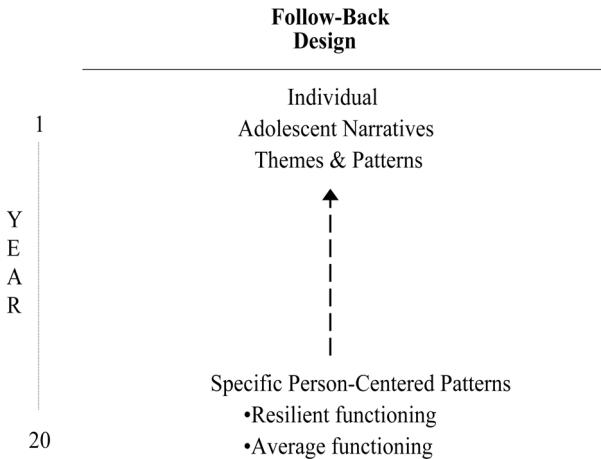 Follow-Back
Design
Individual
1
Adolescent Narratives
Themes & Patterns
Y
E
A
R
Specific Person-Centered Patterns
•Resilient functioning
20
•Average functioning